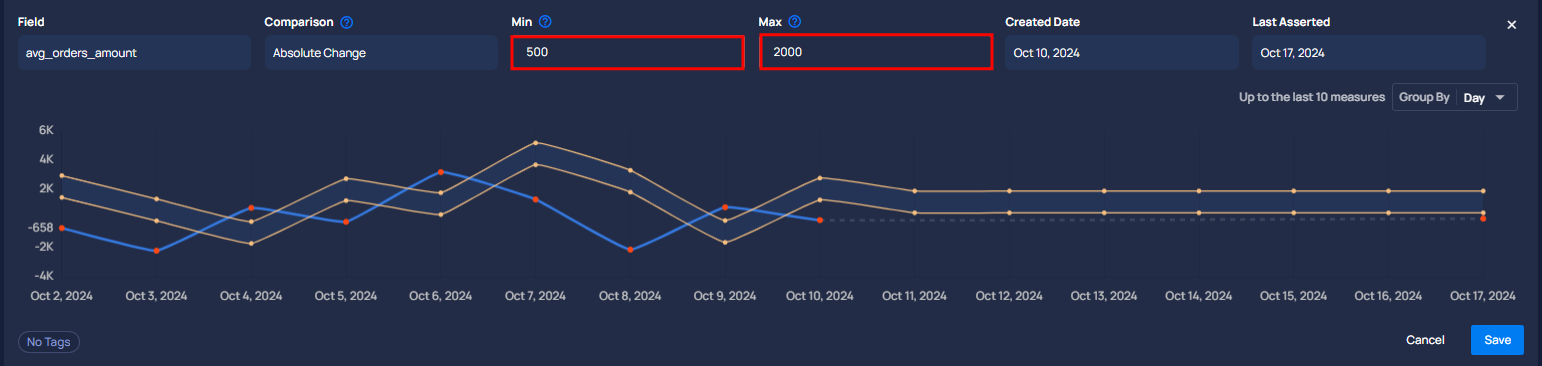 Field Comparison Min Max Created Date Last Asserted
avg_orders_amount Absolute Change 500 2000 Oct 10, 2024 Oct 17, 2024
Up to the last 10 measures Group By Day
6K
4K
2K
-658
-2K
-4K
Oct 2, 2024 Oct 3, 2024 Oct 4, 2024 Oct 5, 2024 Oct 6, 2024 Oct 7, 2024 Oct 8, 2024 Oct 9, 2024 Oct 10, 2024 Oct 11, 2024 Oct 12, 2024 Oct 13, 2024 Oct 14, 2024 Oct 15, 2024 Oct 16, 2024 Oct 17, 2024
No Tags Cancel Save